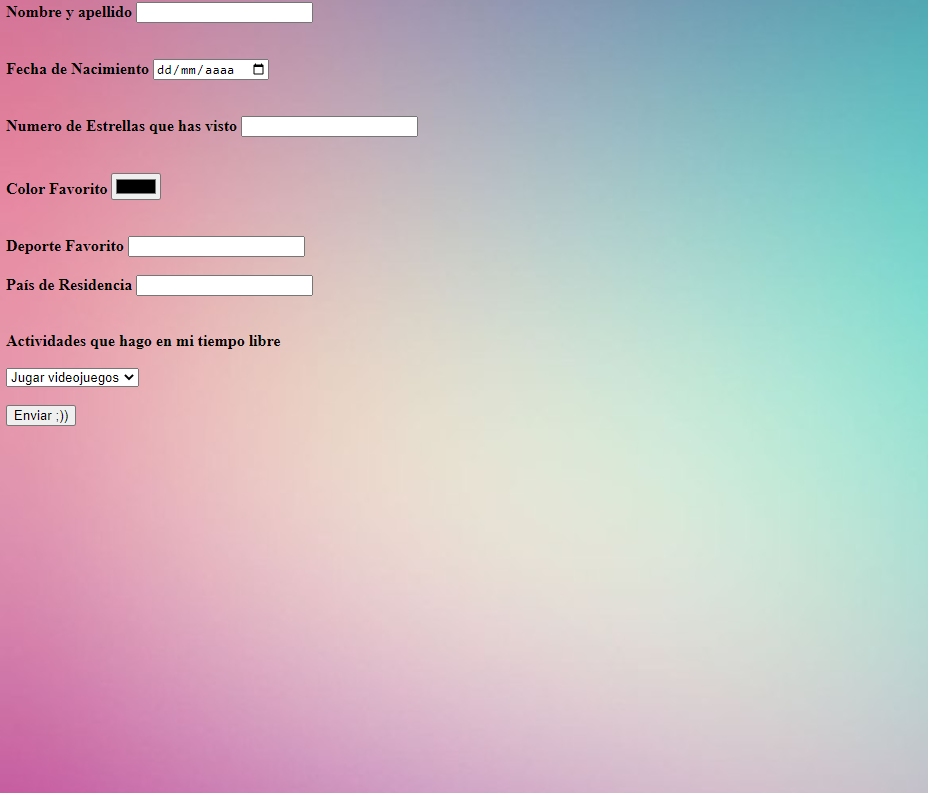 Nombre y apellido
Fecha de Nacimiento dd/mm/aaaa
Numero de Estrellas que has visto
Color Favorito
Deporte Favorito
País de Residencia
Actividades que hago en mi tiempo libre
Jugar videojuegos
Enviar ;))